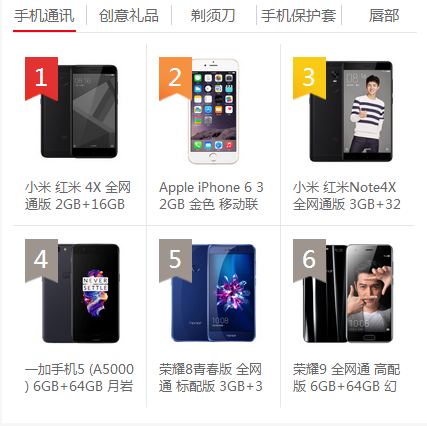 手机通讯 创意礼品 剃须刀 手机保护套 唇部
1 2 3
小米 红米 4X 全网
通版 2GB+16GB
Apple iPhone 6 3
2GB 金色 移动联
小米 红米Note4X
全网通版 3GB+32
4 5 6
NEVER
SETTLE
honor
一加手机5 (A5000
) 6GB+64GB 月岩
荣耀8青春版 全网
通 标配版 3GB+3
荣耀9 全网通 高配
版 6GB+64GB 幻